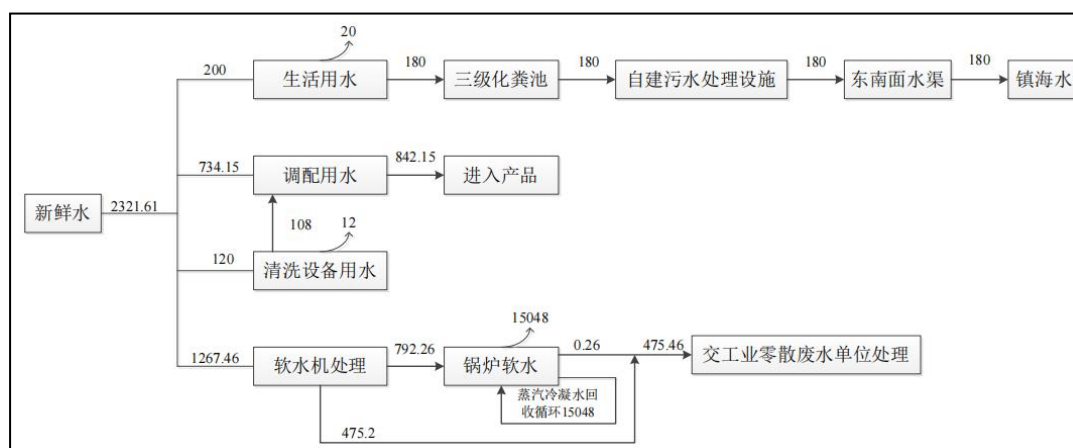 20
200
生活用水
180
三级化粪池
180
自建污水处理设施
180
东南面水渠
180
镇海水
734.15
调配用水
842.15
进入产品
新鲜水
2321.61
108
12
120
清洗设备用水
15048
1267.46
软水机处理
792.26
锅炉软水
0.26
475.46
交工业零散废水单位处理
蒸汽冷凝水回
收循环15048
475.2